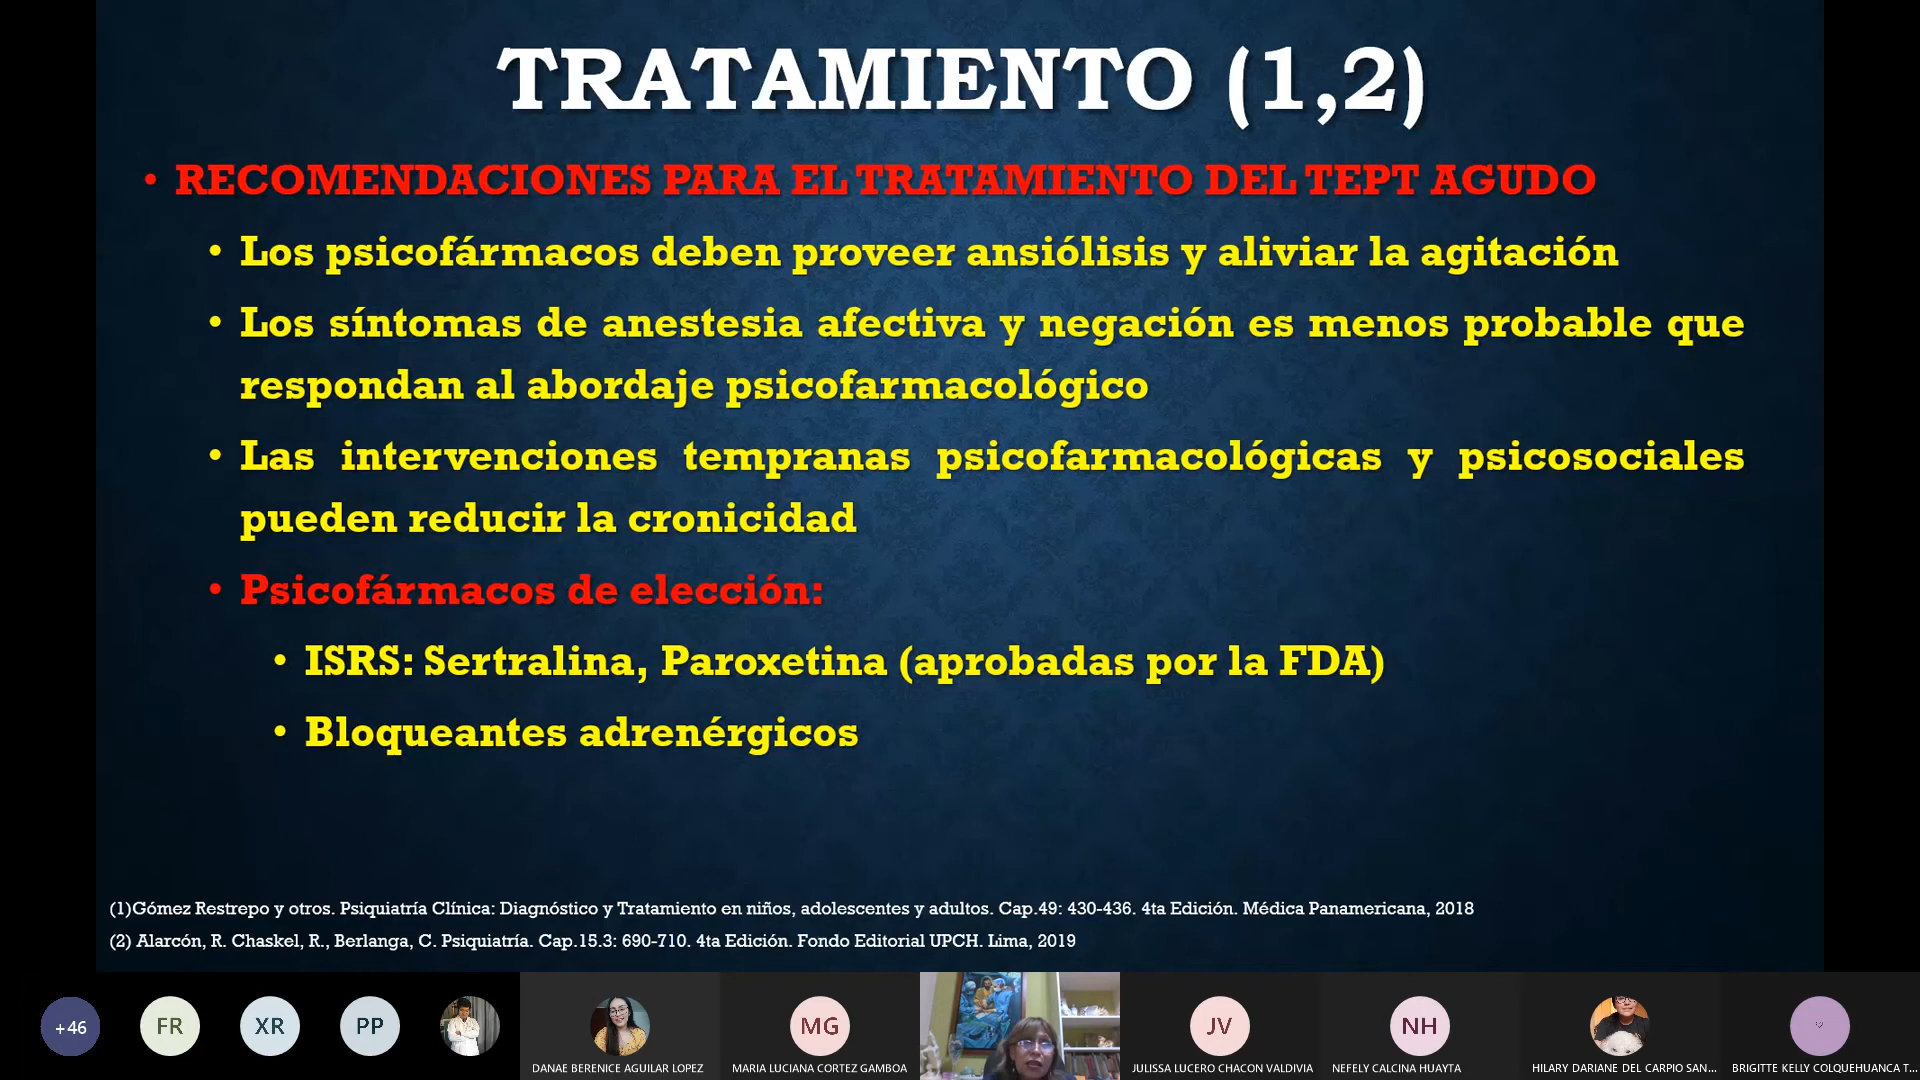 TRATAMIENTO (1,2)
• RECOMENDACIONES PARA EL TRATAMIENTO DEL TEPT AGUDO
• Los psicofármacos deben proveer ansiólisis y aliviar la agitación
• Los síntomas de anestesia afectiva y negación es menos probable que
respondan al abordaje psicofarmacológico
• Las intervenciones tempranas psicofarmacológicas y psicosociales
pueden reducir la cronicidad
• Psicofármacos de elección:
• ISRS: Sertralina, Paroxetina (aprobadas por la FDA)
• Bloqueantes adrenérgicos
(1)Gómez Restrepo y otros. Psiquiatría Clínica: Diagnóstico y Tratamiento en niños, adolescentes y adultos. Cap.49: 430-436. 4ta Edición. Médica Panamericana, 2018
(2) Alarcón, R. Chaskel, R., Berlanga, C. Psiquiatría. Cap.15.3: 690-710. 4ta Edición. Fondo Editorial UPCH. Lima, 2019
+46 FR XR PP MG JV NH
DANAE BERENICE AGUILAR LOPEZ MARIA LUCIANA CORTEZ GAMBOA JULISSA LUCERO CHACON VALDIVIA NEFELY CALCINA HUAYTA HILARY DARIANE DEL CARPIO SAN... BRIGITTE KELLY COLQUEHUANCA T...